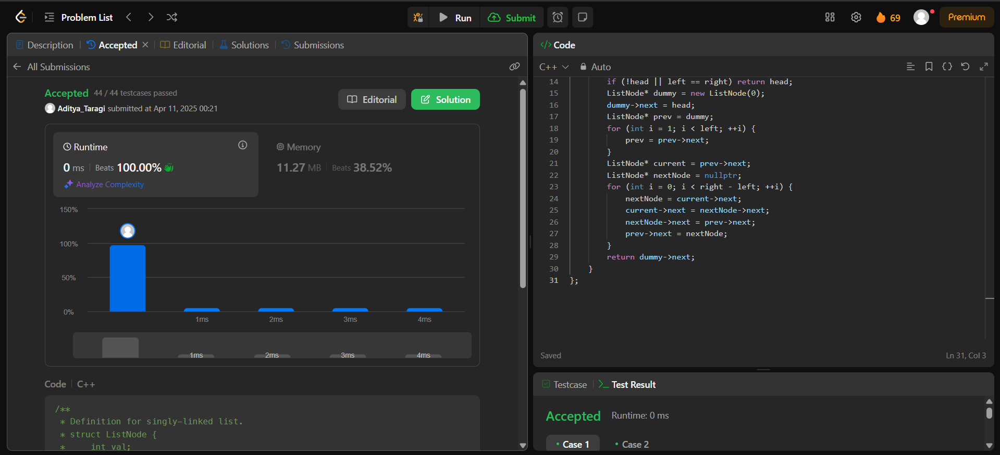 Problem List
Run
Submit
69
Premium
Description
Accepted
Editorial
Solutions
Submissions
All Submissions
Accepted 44 / 44 testcases passed
Aditya_Taragi submitted at Apr 11, 2025 00:21
Editorial
Solution
Runtime
0 ms Beats 100.00%
Analyze Complexity
Memory
11.27 MB Beats 38.52%
150%
100%
50%
0%
1ms 2ms 3ms 4ms
1ms 2ms 3ms 4ms
Code C++
/**
* Definition for singly-linked list.
* struct ListNode {
* int val;
</> Code
C++ Auto
14 if (!head || left == right) return head;
15 ListNode* dummy = new ListNode(0);
16 dummy->next = head;
17 ListNode* prev = dummy;
18 for (int i = 1; i < left; ++i) {
19 prev = prev->next;
20 }
21 ListNode* current = prev->next;
22 ListNode* nextNode = nullptr;
23 for (int i = 0; i < right - left; ++i) {
24 nextNode = current->next;
25 current->next = nextNode->next;
26 nextNode->next = prev->next;
27 prev->next = nextNode;
28 }
29 return dummy->next;
30 }
31 };
Saved
Ln 31, Col 3
Testcase
Test Result
Accepted Runtime: 0 ms
Case 1
Case 2